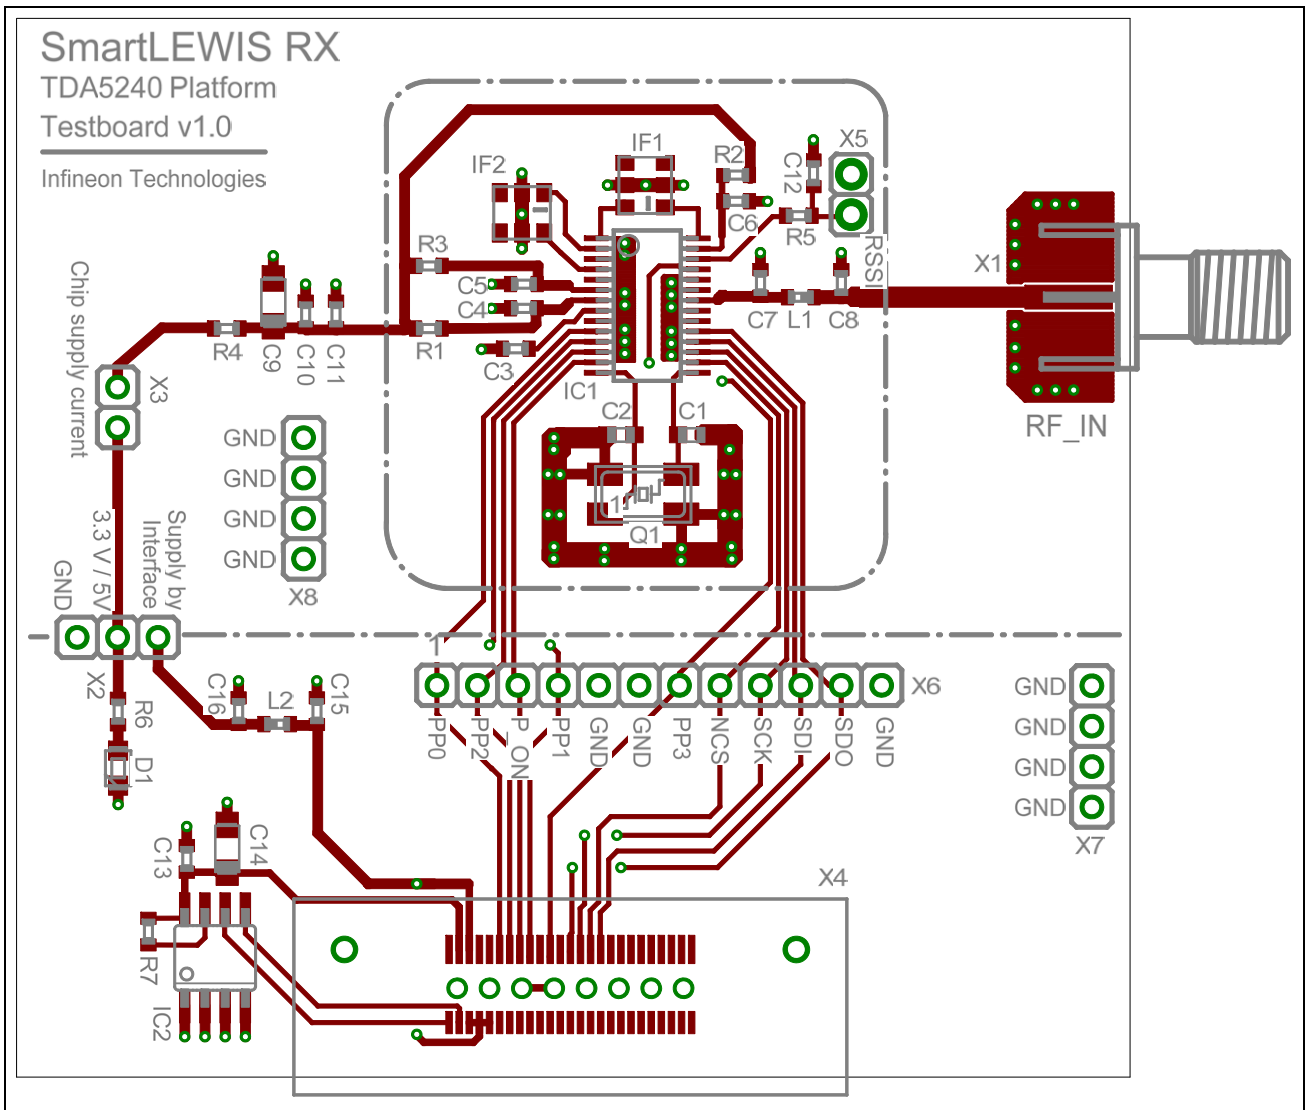 SmartLEWIS RX
TDA5240 Platform
Testboard v1.0
Infineon Technologies
IF2
IF1
R2
C12
X5
C6
R5
RSSI
R3
C5
C4
R1
C3
IC1
C7
L1
C8
X1
RF_IN
Chip supply current
R4
C9
C10
C11
X3
C2
C1
1
Q1
GND
GND
GND
GND
X8
GND
3.3 V / 5V
Supply by
Interface
X2
R6
D1
C16
L2
C15
1
X6
PP0
PP2
P_ON
PP1
GND
GND
PP3
NCS
SCK
SDI
SDO
GND
GND
GND
GND
GND
X7
C13
C14
R7
IC2
X4